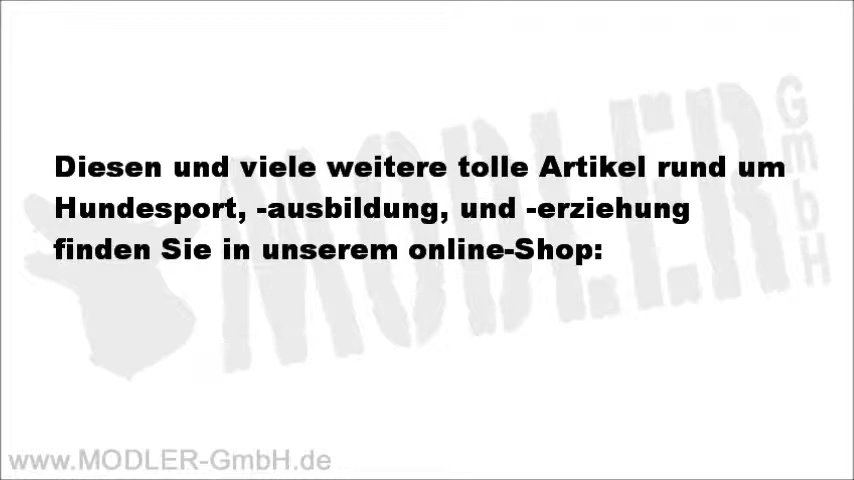 Diesen und viele weitere tolle Artikel rund um
Hundesport, -ausbildung, und -erziehung
finden Sie in unserem online-Shop:
MODLER GmbH
www.MODLER-GmbH.de